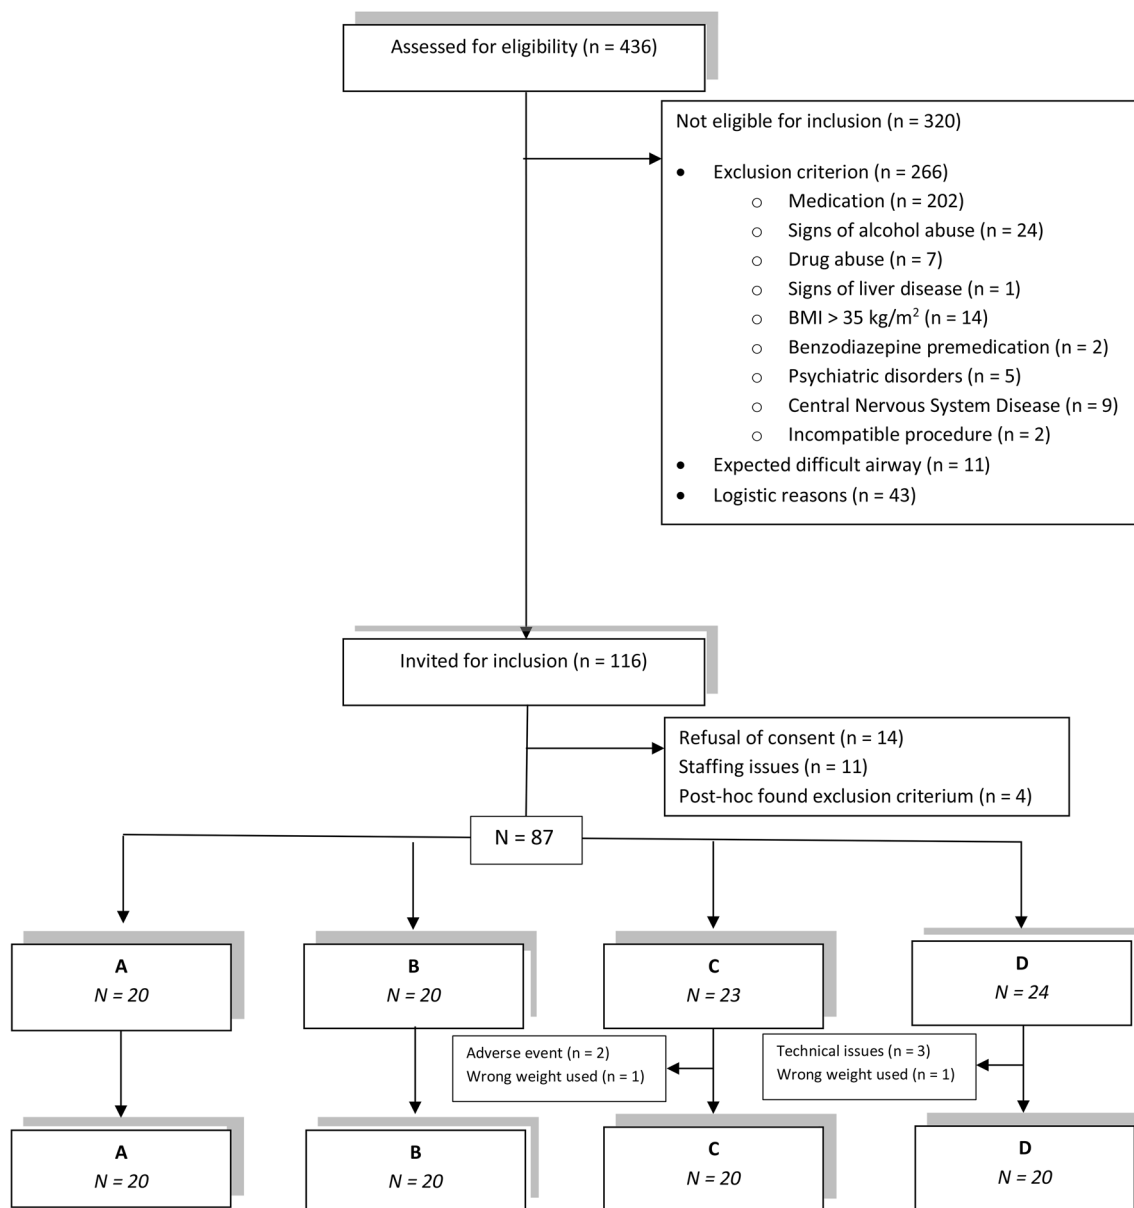 Assessed for eligibility (n = 436)
Not eligible for inclusion (n = 320)
• Exclusion criterion (n = 266)
o Medication (n = 202)
o Signs of alcohol abuse (n = 24)
o Drug abuse (n = 7)
o Signs of liver disease (n = 1)
o BMI > 35 kg/m² (n = 14)
o Benzodiazepine premedication (n = 2)
o Psychiatric disorders (n = 5)
o Central Nervous System Disease (n = 9)
o Incompatible procedure (n = 2)
• Expected difficult airway (n = 11)
• Logistic reasons (n = 43)
Invited for inclusion (n = 116)
Refusal of consent (n = 14)
Staffing issues (n = 11)
Post-hoc found exclusion criterium (n = 4)
N = 87
A
N = 20
B
N = 20
C
N = 23
D
N = 24
Adverse event (n = 2)
Wrong weight used (n = 1)
Technical issues (n = 3)
Wrong weight used (n = 1)
A
N = 20
B
N = 20
C
N = 20
D
N = 20